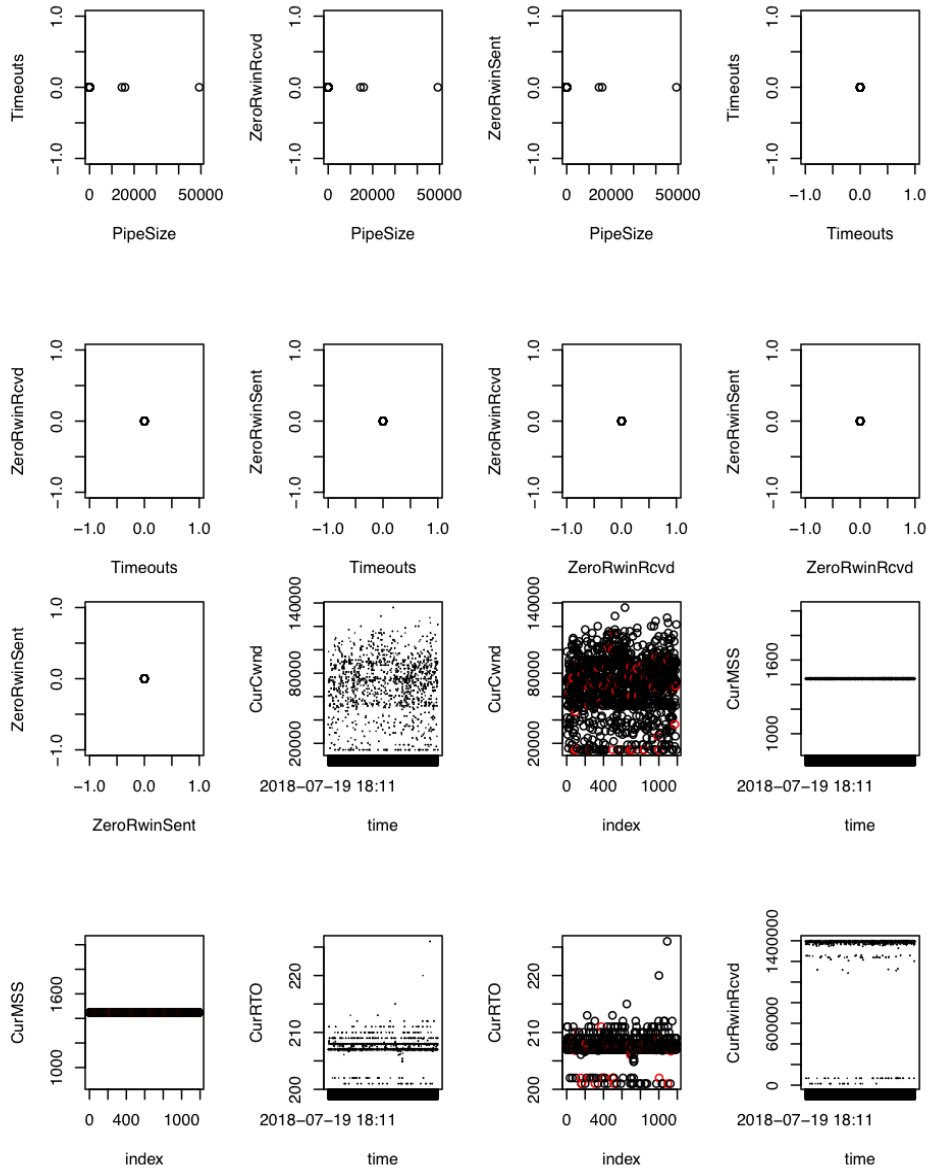 Timeouts
−1.0 0.0 1.0
0 20000 50000
PipeSize
ZeroRwinRcvd
−1.0 0.0 1.0
0 20000 50000
PipeSize
ZeroRwinSent
−1.0 0.0 1.0
0 20000 50000
PipeSize
Timeouts
−1.0 0.0 1.0
−1.0 0.0 1.0
Timeouts
ZeroRwinRcvd
−1.0 0.0 1.0
−1.0 0.0 1.0
Timeouts
ZeroRwinSent
−1.0 0.0 1.0
−1.0 0.0 1.0
Timeouts
ZeroRwinRcvd
−1.0 0.0 1.0
−1.0 0.0 1.0
ZeroRwinRcvd
ZeroRwinSent
−1.0 0.0 1.0
−1.0 0.0 1.0
ZeroRwinRcvd
ZeroRwinSent
−1.0 0.0 1.0
−1.0 0.0 1.0
ZeroRwinSent
CurCwnd
20000 80000 140000
2018−07−19 18:11
time
CurCwnd
20000 80000 140000
0 400 1000
index
CurMSS
1000 1600
2018−07−19 18:11
time
CurMSS
1000 1600
0 400 1000
index
CurRTO
200 210 220
2018−07−19 18:11
time
CurRTO
200 210 220
0 400 1000
index
CurRwinRcvd
0 600000 1400000
2018−07−19 18:11
time